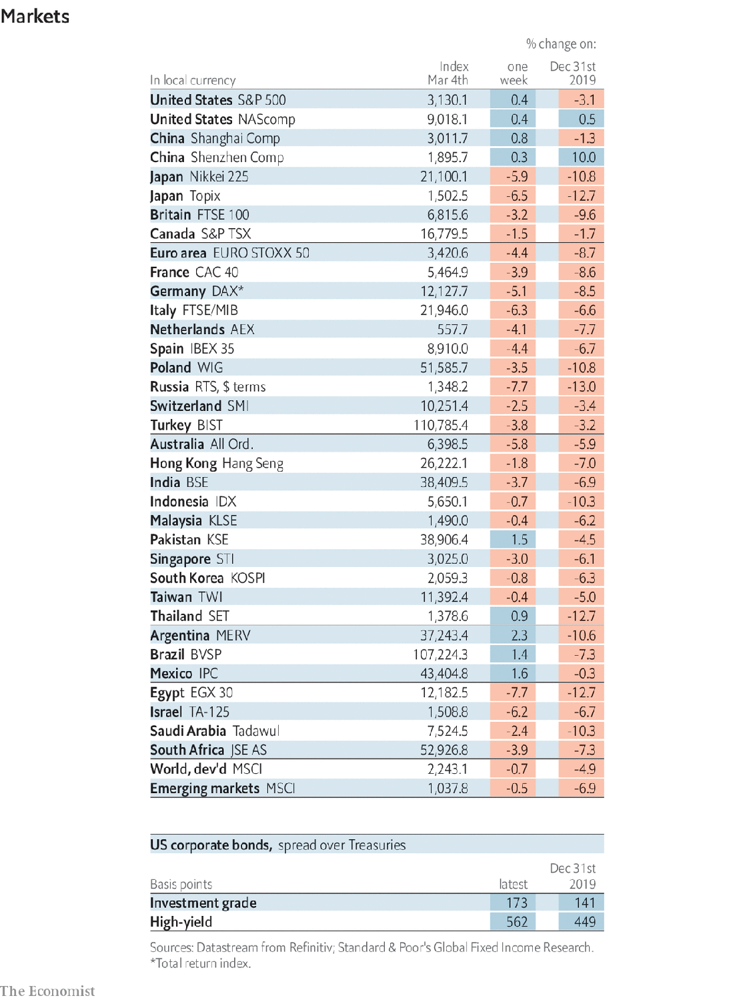 Markets
% change on:
Index one Dec 31st
In local currency Mar 4th week 2019
United States S&P 500 3,130.1 0.4 -3.1
United States NAScomp 9,018.1 0.4 0.5
China Shanghai Comp 3,011.7 0.8 -1.3
China Shenzhen Comp 1,895.7 0.3 10.0
Japan Nikkei 225 21,100.1 -5.9 -10.8
Japan Topix 1,502.5 -6.5 -12.7
Britain FTSE 100 6,815.6 -3.2 -9.6
Canada S&P TSX 16,779.5 -1.5 -1.7
Euro area EURO STOXX 50 3,420.6 -4.4 -8.7
France CAC 40 5,464.9 -3.9 -8.6
Germany DAX* 12,127.7 -5.1 -8.5
Italy FTSE/MIB 21,946.0 -6.3 -6.6
Netherlands AEX 557.7 -4.1 -7.7
Spain IBEX 35 8,910.0 -4.4 -6.7
Poland WIG 51,585.7 -3.5 -10.8
Russia RTS, $ terms 1,348.2 -7.7 -13.0
Switzerland SMI 10,251.4 -2.5 -3.4
Turkey BIST 110,785.4 -3.8 -3.2
Australia All Ord. 6,398.5 -5.8 -5.9
Hong Kong Hang Seng 26,222.1 -1.8 -7.0
India BSE 38,409.5 -3.7 -6.9
Indonesia IDX 5,650.1 -0.7 -10.3
Malaysia KLSE 1,490.0 -0.4 -6.2
Pakistan KSE 38,906.4 1.5 -4.5
Singapore STI 3,025.0 -3.0 -6.1
South Korea KOSPI 2,059.3 -0.8 -6.3
Taiwan TWI 11,392.4 -0.4 -5.0
Thailand SET 1,378.6 0.9 -12.7
Argentina MERV 37,243.4 2.3 -10.6
Brazil BVSP 107,224.3 1.4 -7.3
Mexico IPC 43,404.8 1.6 -0.3
Egypt EGX 30 12,182.5 -7.7 -12.7
Israel TA-125 1,508.8 -6.2 -6.7
Saudi Arabia Tadawul 7,524.5 -2.4 -10.3
South Africa JSE AS 52,926.8 -3.9 -7.3
World, dev'd MSCI 2,243.1 -0.7 -4.9
Emerging markets MSCI 1,037.8 -0.5 -6.9
US corporate bonds, spread over Treasuries
Dec 31st
Basis points latest 2019
Investment grade 173 141
High-yield 562 449
Sources: Datastream from Refinitiv; Standard & Poor's Global Fixed Income Research.
*Total return index.
The Economist